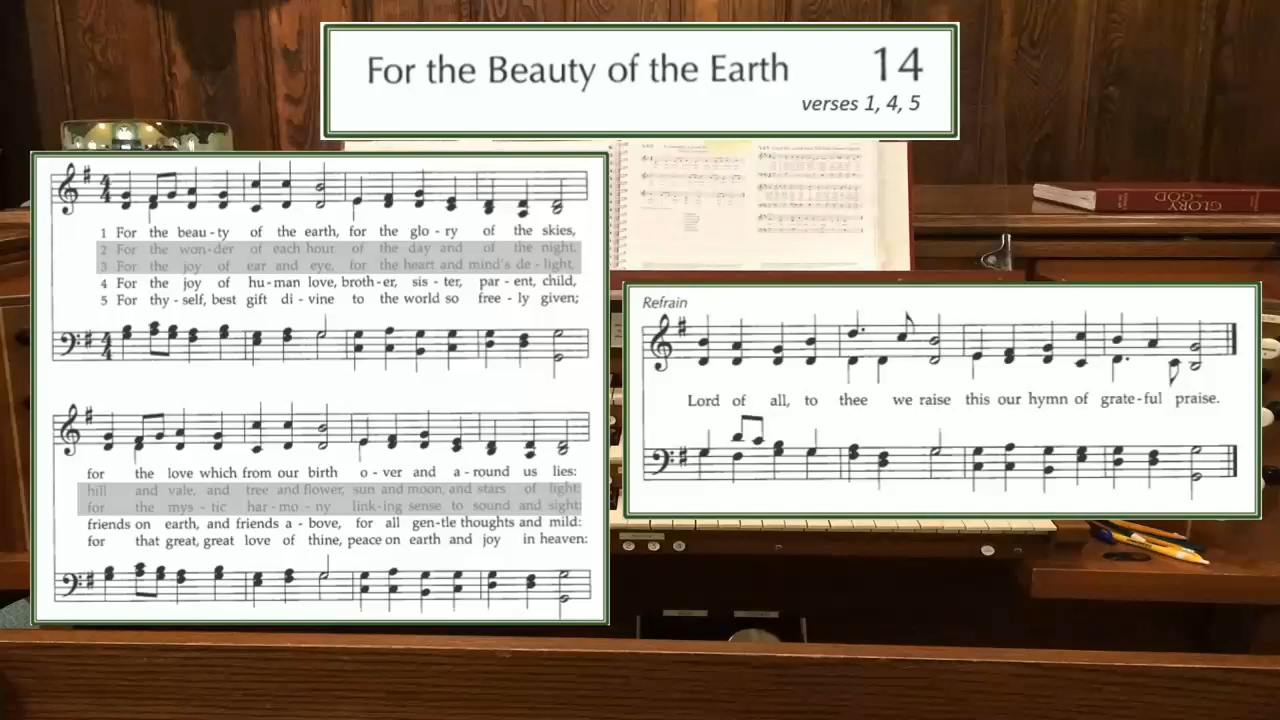 For the Beauty of the Earth 14
verses 1, 4, 5
1 For the beau - ty of the earth, for the glo - ry of the skies,
2 For the won - der of each hour of the day and of the night,
3 For the joy of ear and eye, for the heart and mind's de - light,
4 For the joy of hu - man love, broth - er, sis - ter, par - ent, child,
5 For thy - self, best gift di - vine to the world so free - ly given;
for the love which from our birth o - ver and a - round us lies:
hill and vale, and tree and flower, sun and moon, and stars of light:
for the mys - tic har - mo - ny link - ing sense to sound and sight:
friends on earth, and friends a - bove, for all gen - tle thoughts and mild:
for that great, great love of thine, peace on earth and joy in heaven:
Refrain
Lord of all, to thee we raise this our hymn of grate - ful praise.
GLORY
to GOD